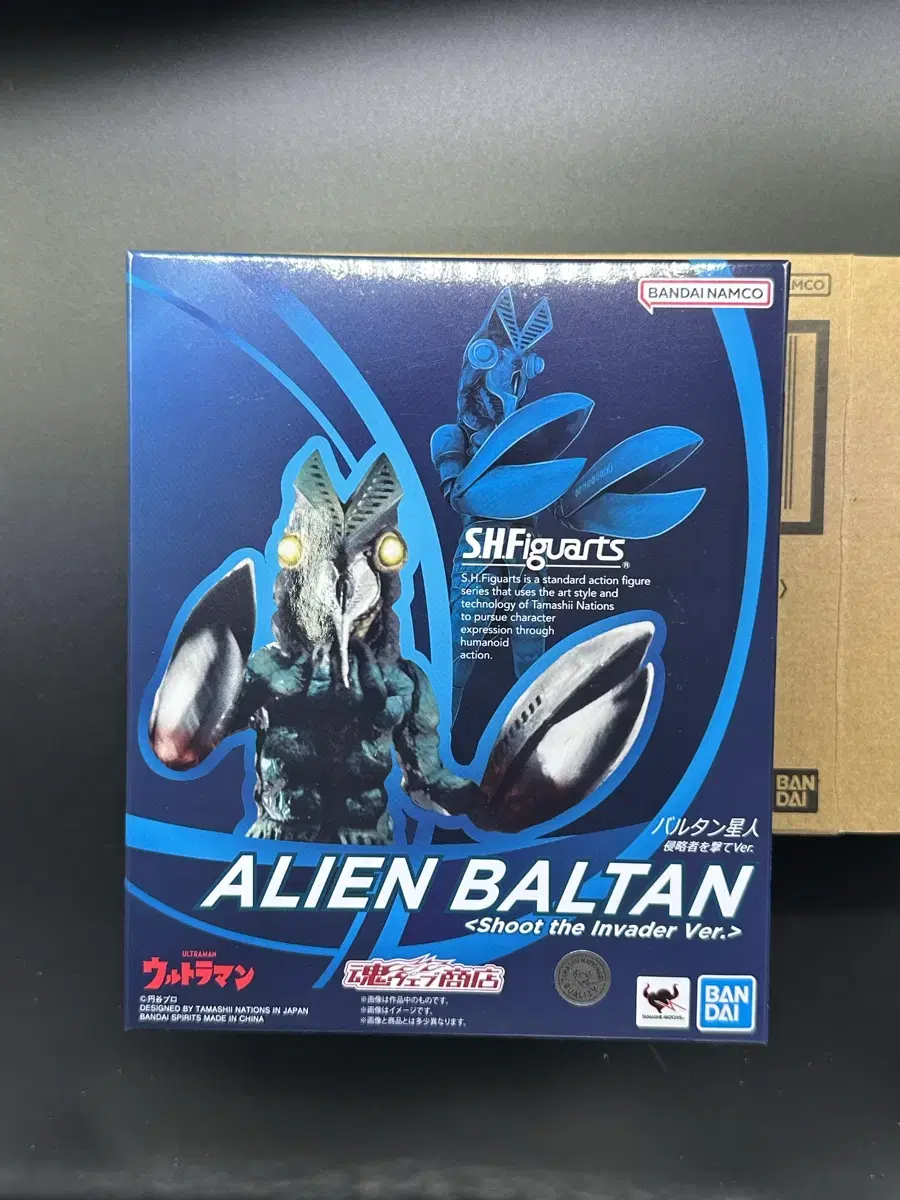 BANDAI NAMCO
MCO
S.H.Figuarts
S.H.Figuarts is a standard action figure
series that uses the art style and
technology of Tamashii Nations
to pursue character
expression through
humanoid
action.
BAN
DAI
バルタン星人
侵略者を撃てVer.
ALIEN BALTAN
<Shoot the Invader Ver.>
ULTRAMAN
ウルトラマン
©円谷プロ
DESIGNED BY TAMASHII NATIONS IN JAPAN
BANDAI SPIRITS MADE IN CHINA
魂ウェブ商店
※画像は作品中のものです。
※画像はイメージです。
※画像と商品とは多少異なります。
TAMASHII NATIONS
BAN
DAI